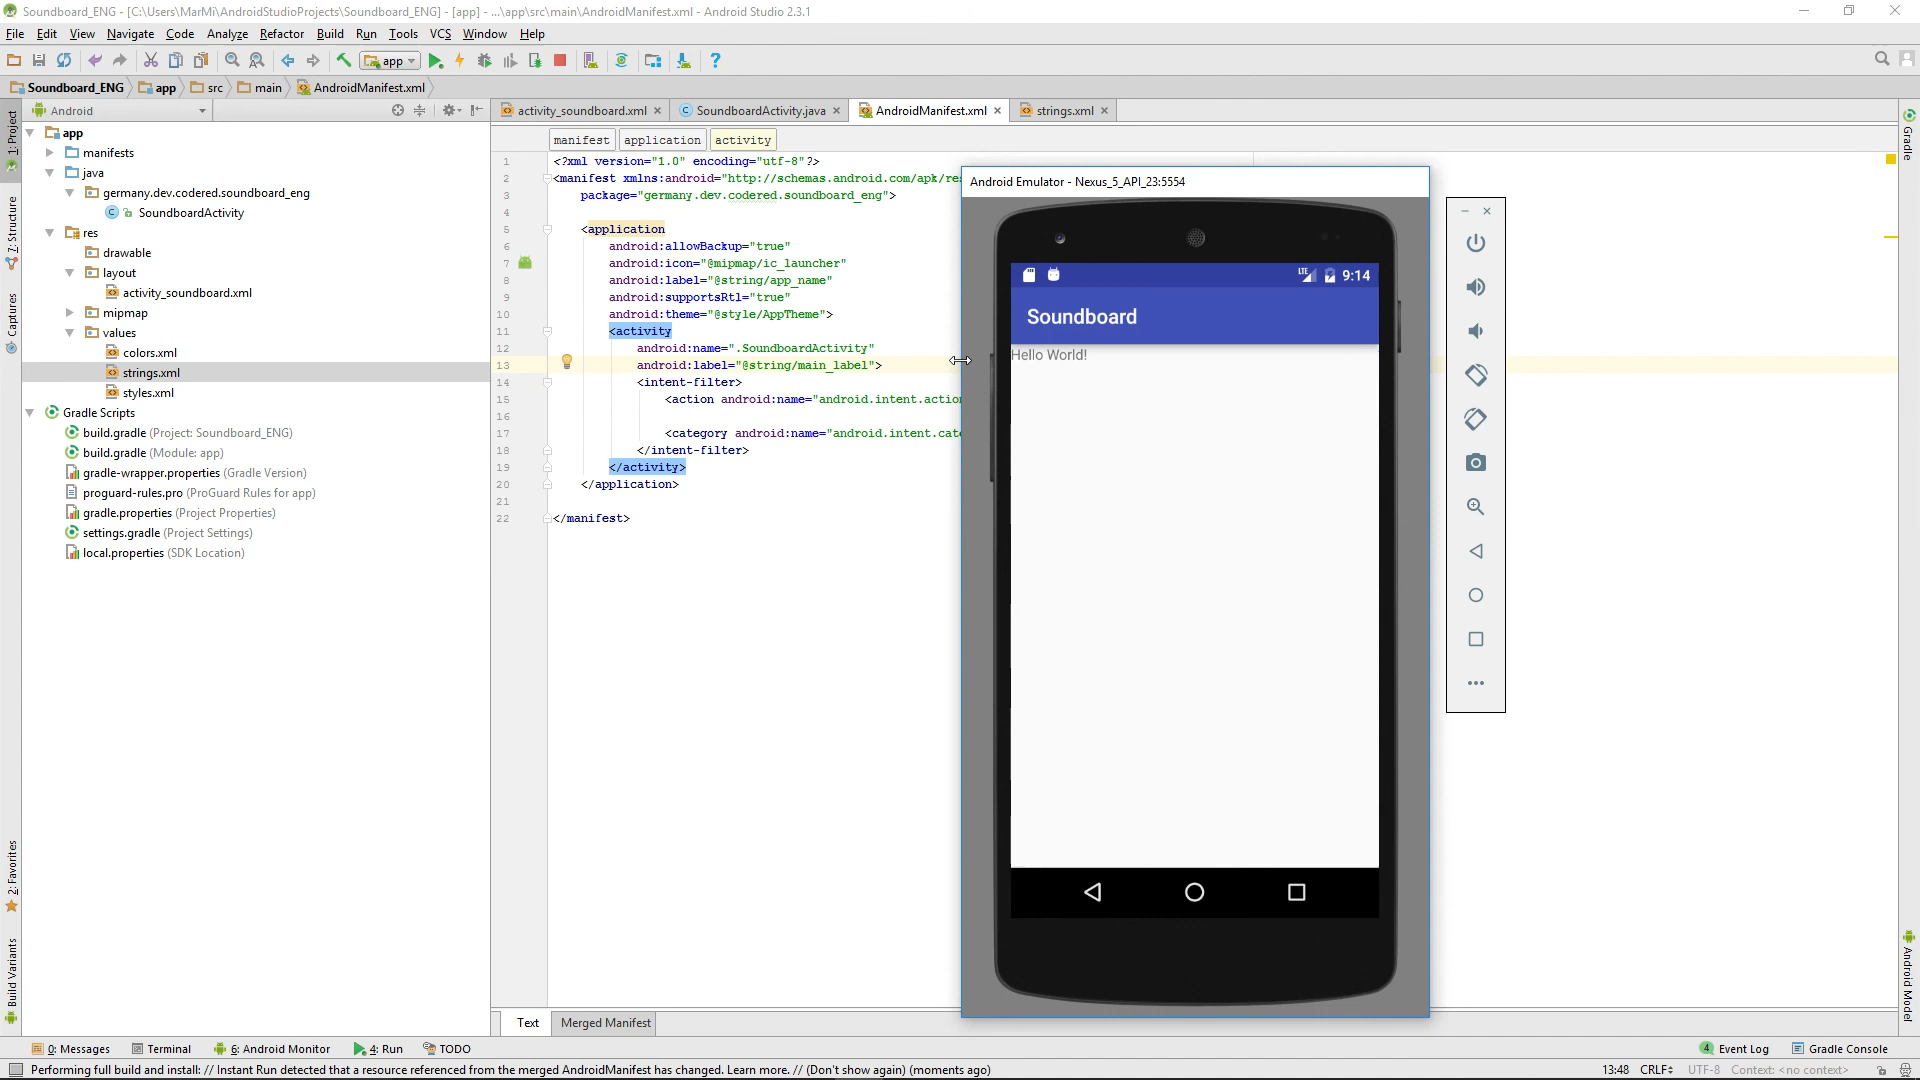 Soundboard_ENG - [C:\Users\MarMi\AndroidStudioProjects\Soundboard_ENG] - [app] - ...\app\src\main\AndroidManifest.xml - Android Studio 2.3.1
File Edit View Navigate Code Analyze Refactor Build Run Tools VCS Window Help
app
Soundboard_ENG app src main AndroidManifest.xml
Android
activity_soundboard.xml SoundboardActivity.java AndroidManifest.xml strings.xml
manifest application activity
1: Project
7: Structure
Captures
2: Favorites
Build Variants
app
manifests
java
germany.dev.codered.soundboard_eng
SoundboardActivity
res
drawable
layout
activity_soundboard.xml
mipmap
values
colors.xml
strings.xml
styles.xml
Gradle Scripts
build.gradle (Project: Soundboard_ENG)
build.gradle (Module: app)
gradle-wrapper.properties (Gradle Version)
proguard-rules.pro (ProGuard Rules for app)
gradle.properties (Project Properties)
settings.gradle (Project Settings)
local.properties (SDK Location)
1 <?xml version="1.0" encoding="utf-8"?>
2 <manifest xmlns:android="http://schemas.android.com/apk/res
3 package="germany.dev.codered.soundboard_eng">
4
5 <application
6 android:allowBackup="true"
7 android:icon="@mipmap/ic_launcher"
8 android:label="@string/app_name"
9 android:supportsRtl="true"
10 android:theme="@style/AppTheme">
11 <activity
12 android:name=".SoundboardActivity"
13 android:label="@string/main_label">
14 <intent-filter>
15 <action android:name="android.intent.action
16
17 <category android:name="android.intent.cate
18 </intent-filter>
19 </activity>
20 </application>
21
22 </manifest>
Android Emulator - Nexus_5_API_23:5554
LTE 9:14
Soundboard
Hello World!
Gradle
Android Model
Text Merged Manifest
0: Messages Terminal 6: Android Monitor 4: Run TODO
4 Event Log Gradle Console
Performing full build and install: // Instant Run detected that a resource referenced from the merged AndroidManifest has changed. Learn more. // (Don't show again) (moments ago)
13:48 CRLF UTF-8 Context: <no context>